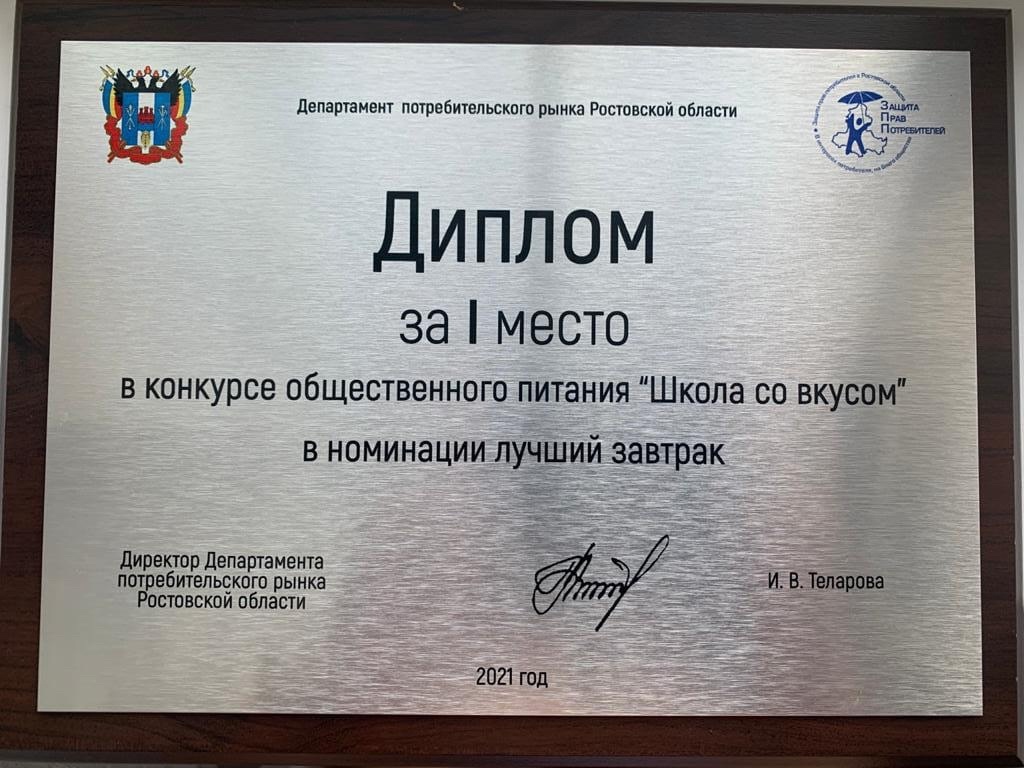 Департамент потребительского рынка Ростовской области
Защита
Прав
Потребителей
Диплом
за I место
в конкурсе общественного питания “Школа со вкусом”
в номинации лучший завтрак
Директор Департамента
потребительского рынка
Ростовской области
И. В. Теларова
2021 год